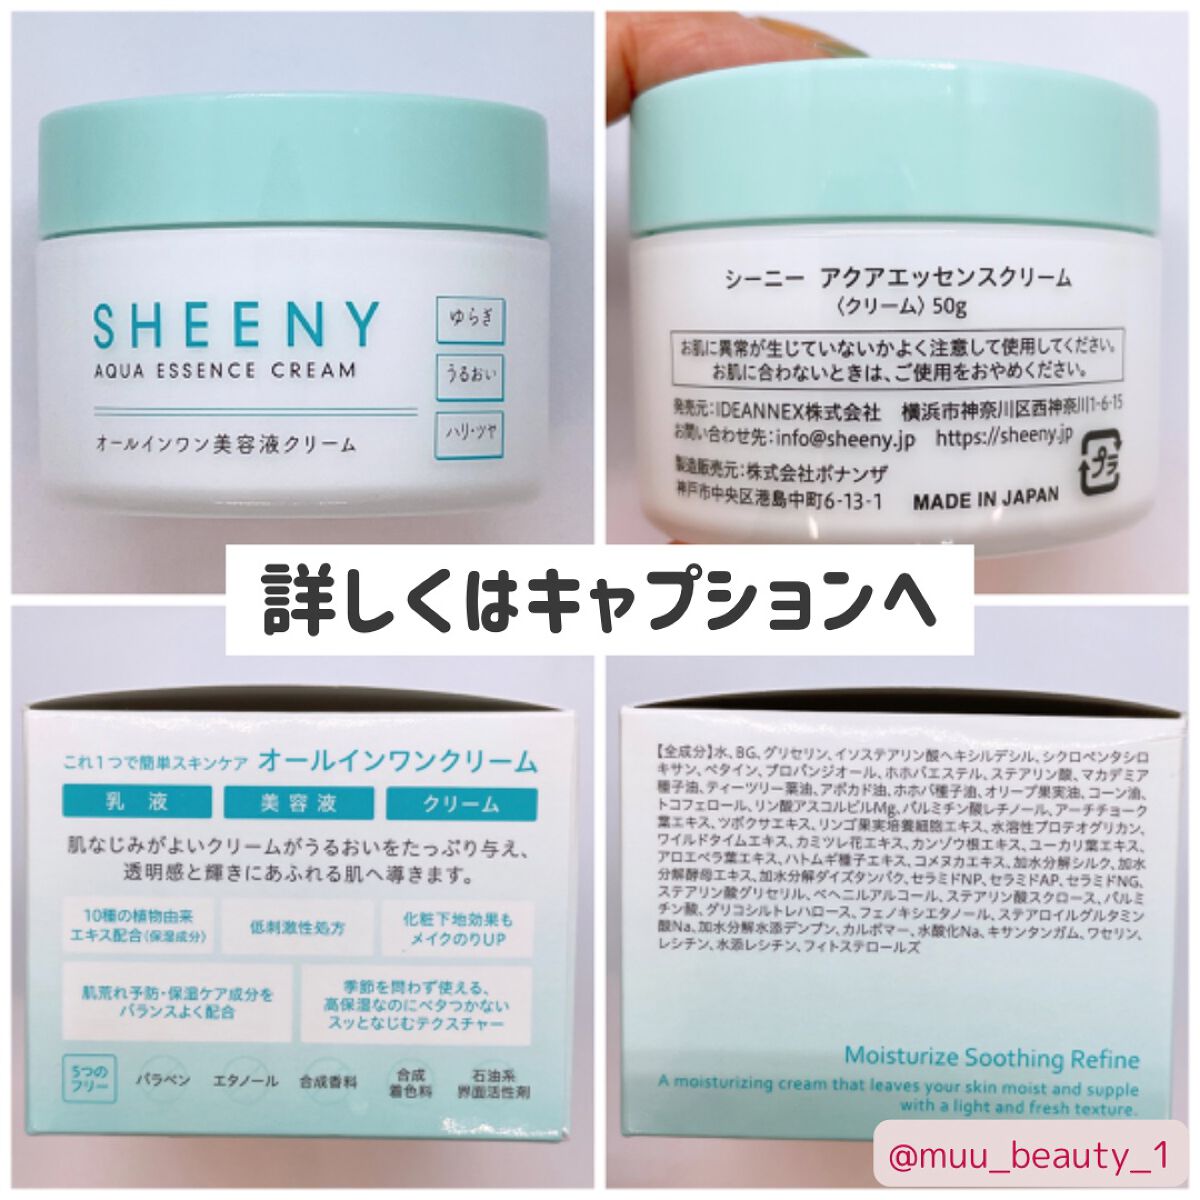 SHEENY
AQUA ESSENCE CREAM
オールインワン美容液クリーム
ゆらぎ
うるおい
ハリ・ツヤ
シーニー アクアエッセンスクリーム
〈クリーム〉50g
お肌に異常が生じていないかよく注意して使用してください。
お肌に合わないときは、ご使用をおやめください。
発売元:IDEANNEX株式会社 横浜市神奈川区西神奈川1-6-15
お問い合わせ先:info@sheeny.jp https://sheeny.jp
製造販売元:株式会社ボナンザ
神戸市中央区港島中町6-13-1 MADE IN JAPAN
プラ
詳しくはキャプションへ
これ1つで簡単スキンケア オールインワンクリーム
乳液 美容液 クリーム
肌なじみがよいクリームがうるおいをたっぷり与え、
透明感と輝きにあふれる肌へ導きます。
10種の植物由来
エキス配合(保湿成分)
低刺激性処方
化粧下地効果も
メイクのりUP
肌荒れ予防・保湿ケア成分を
バランスよく配合
季節を問わず使える、
高保湿なのにベタつかない
スッとなじむテクスチャー
5つの
フリー
パラベン
エタノール
合成香料
合成
着色料
石油系
界面活性剤
【全成分】水、BG、グリセリン、イソステアリン酸ヘキシルデシル、シクロペンタシロ
キサン、ベタイン、プロパンジオール、ホホバエステル、ステアリン酸、マカデミア
種子油、ティーツリー葉油、アボカド油、ホホバ種子油、オリーブ果実油、コーン油、
トコフェロール、リン酸アスコルビルMg、パルミチン酸レチノール、アーチチョーク
葉エキス、ツボクサエキス、リンゴ果実培養細胞エキス、水溶性プロテオグリカン、
ワイルドタイムエキス、カミツレ花エキス、カンゾウ根エキス、ユーカリ葉エキス、
アロエベラ葉エキス、ハトムギ種子エキス、コメヌカエキス、加水分解シルク、加水
分解酵母エキス、加水分解ダイズタンパク、セラミドNP、セラミドAP、セラミドNG、
ステアリン酸グリセリル、ベヘニルアルコール、ステアリン酸スクロース、パルミ
チン酸、グリコシルトレハロース、フェノキシエタノール、ステアロイルグルタミン
酸Na、加水分解水添デンプン、カルボマー、水酸化Na、キサンタンガム、ワセリン、
レシチン、水添レシチン、フィトステロールズ
Moisturize Soothing Refine
A moisturizing cream that leaves your skin moist and supple
with a light and fresh texture.
@muu_beauty_1